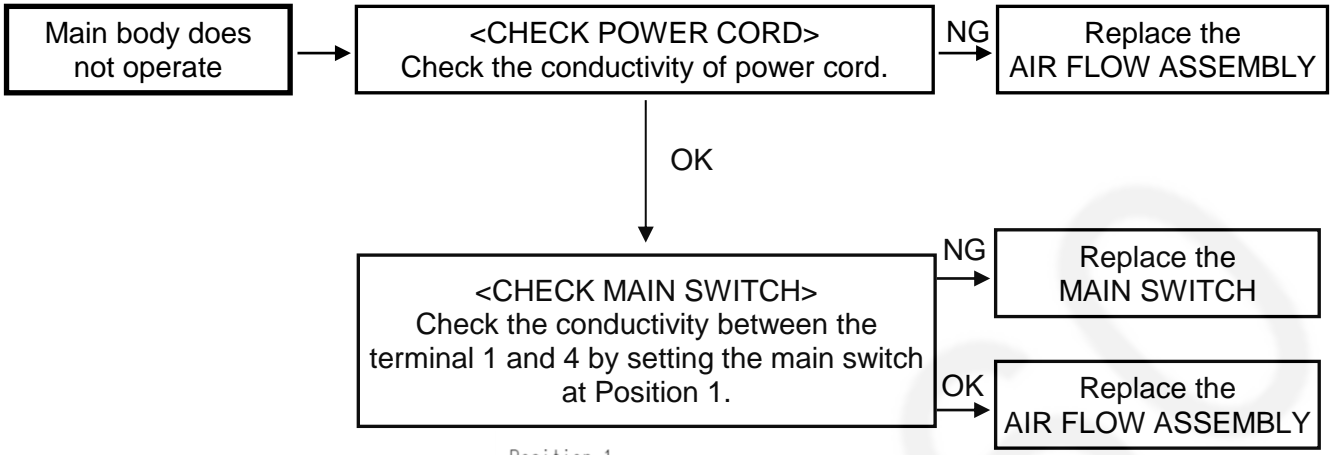 Main body does
not operate
<CHECK POWER CORD>
Check the conductivity of power cord.
NG
Replace the
AIR FLOW ASSEMBLY
OK
<CHECK MAIN SWITCH>
Check the conductivity between the
terminal 1 and 4 by setting the main switch
at Position 1.
NG
Replace the
MAIN SWITCH
OK
Replace the
AIR FLOW ASSEMBLY
Position 1